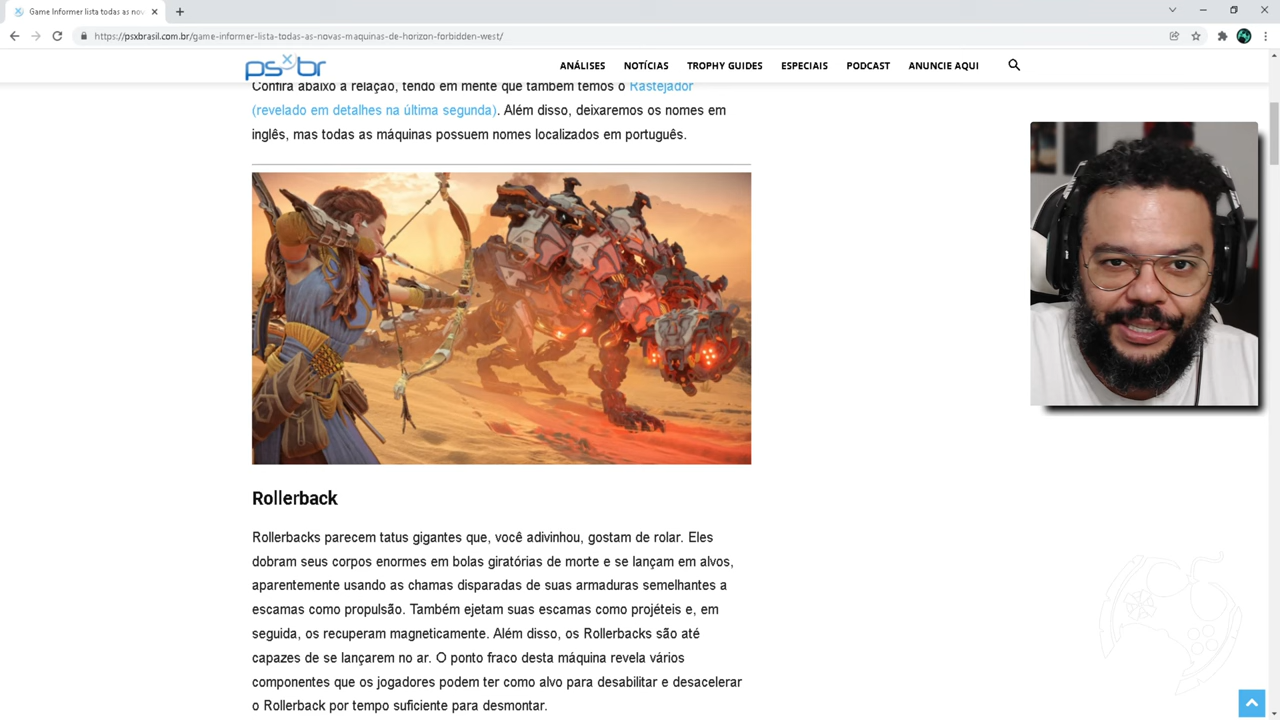 Game Informer lista todas as nov
https://psxbrasil.com.br/game-informer-lista-todas-as-novas-maquinas-de-horizon-forbidden-west/
psxbr
ANÁLISES NOTÍCIAS TROPHY GUIDES ESPECIAIS PODCAST ANUNCIE AQUI
Confira abaixo a relação, tendo em mente que também temos o Rastejador
(revelado em detalhes na última segunda). Além disso, deixaremos os nomes em
inglês, mas todas as máquinas possuem nomes localizados em português.
Rollerback
Rollerbacks parecem tatus gigantes que, você adivinhou, gostam de rolar. Eles
dobram seus corpos enormes em bolas giratórias de morte e se lançam em alvos,
aparentemente usando as chamas disparadas de suas armaduras semelhantes a
escamas como propulsão. Também ejetam suas escamas como projéteis e, em
seguida, os recuperam magneticamente. Além disso, os Rollerbacks são até
capazes de se lançarem no ar. O ponto fraco desta máquina revela vários
componentes que os jogadores podem ter como alvo para desabilitar e desacelerar
o Rollerback por tempo suficiente para desmontar.